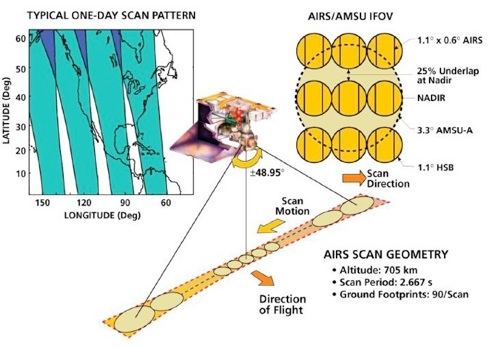 TYPICAL ONE-DAY SCAN PATTERN
60
50
40
30
20
10
LATITUDE (Deg)
150 120 90 60
LONGITUDE (Deg)
AIRS/AMSU IFOV
1.1° x 0.6° AIRS
25% Underlap
at Nadir
NADIR
3.3° AMSU-A
1.1° HSB
Scan
Direction
±48.95°
Scan
Motion
Direction
of Flight
AIRS SCAN GEOMETRY
• Altitude: 705 km
• Scan Period: 2.667 s
• Ground Footprints: 90/Scan